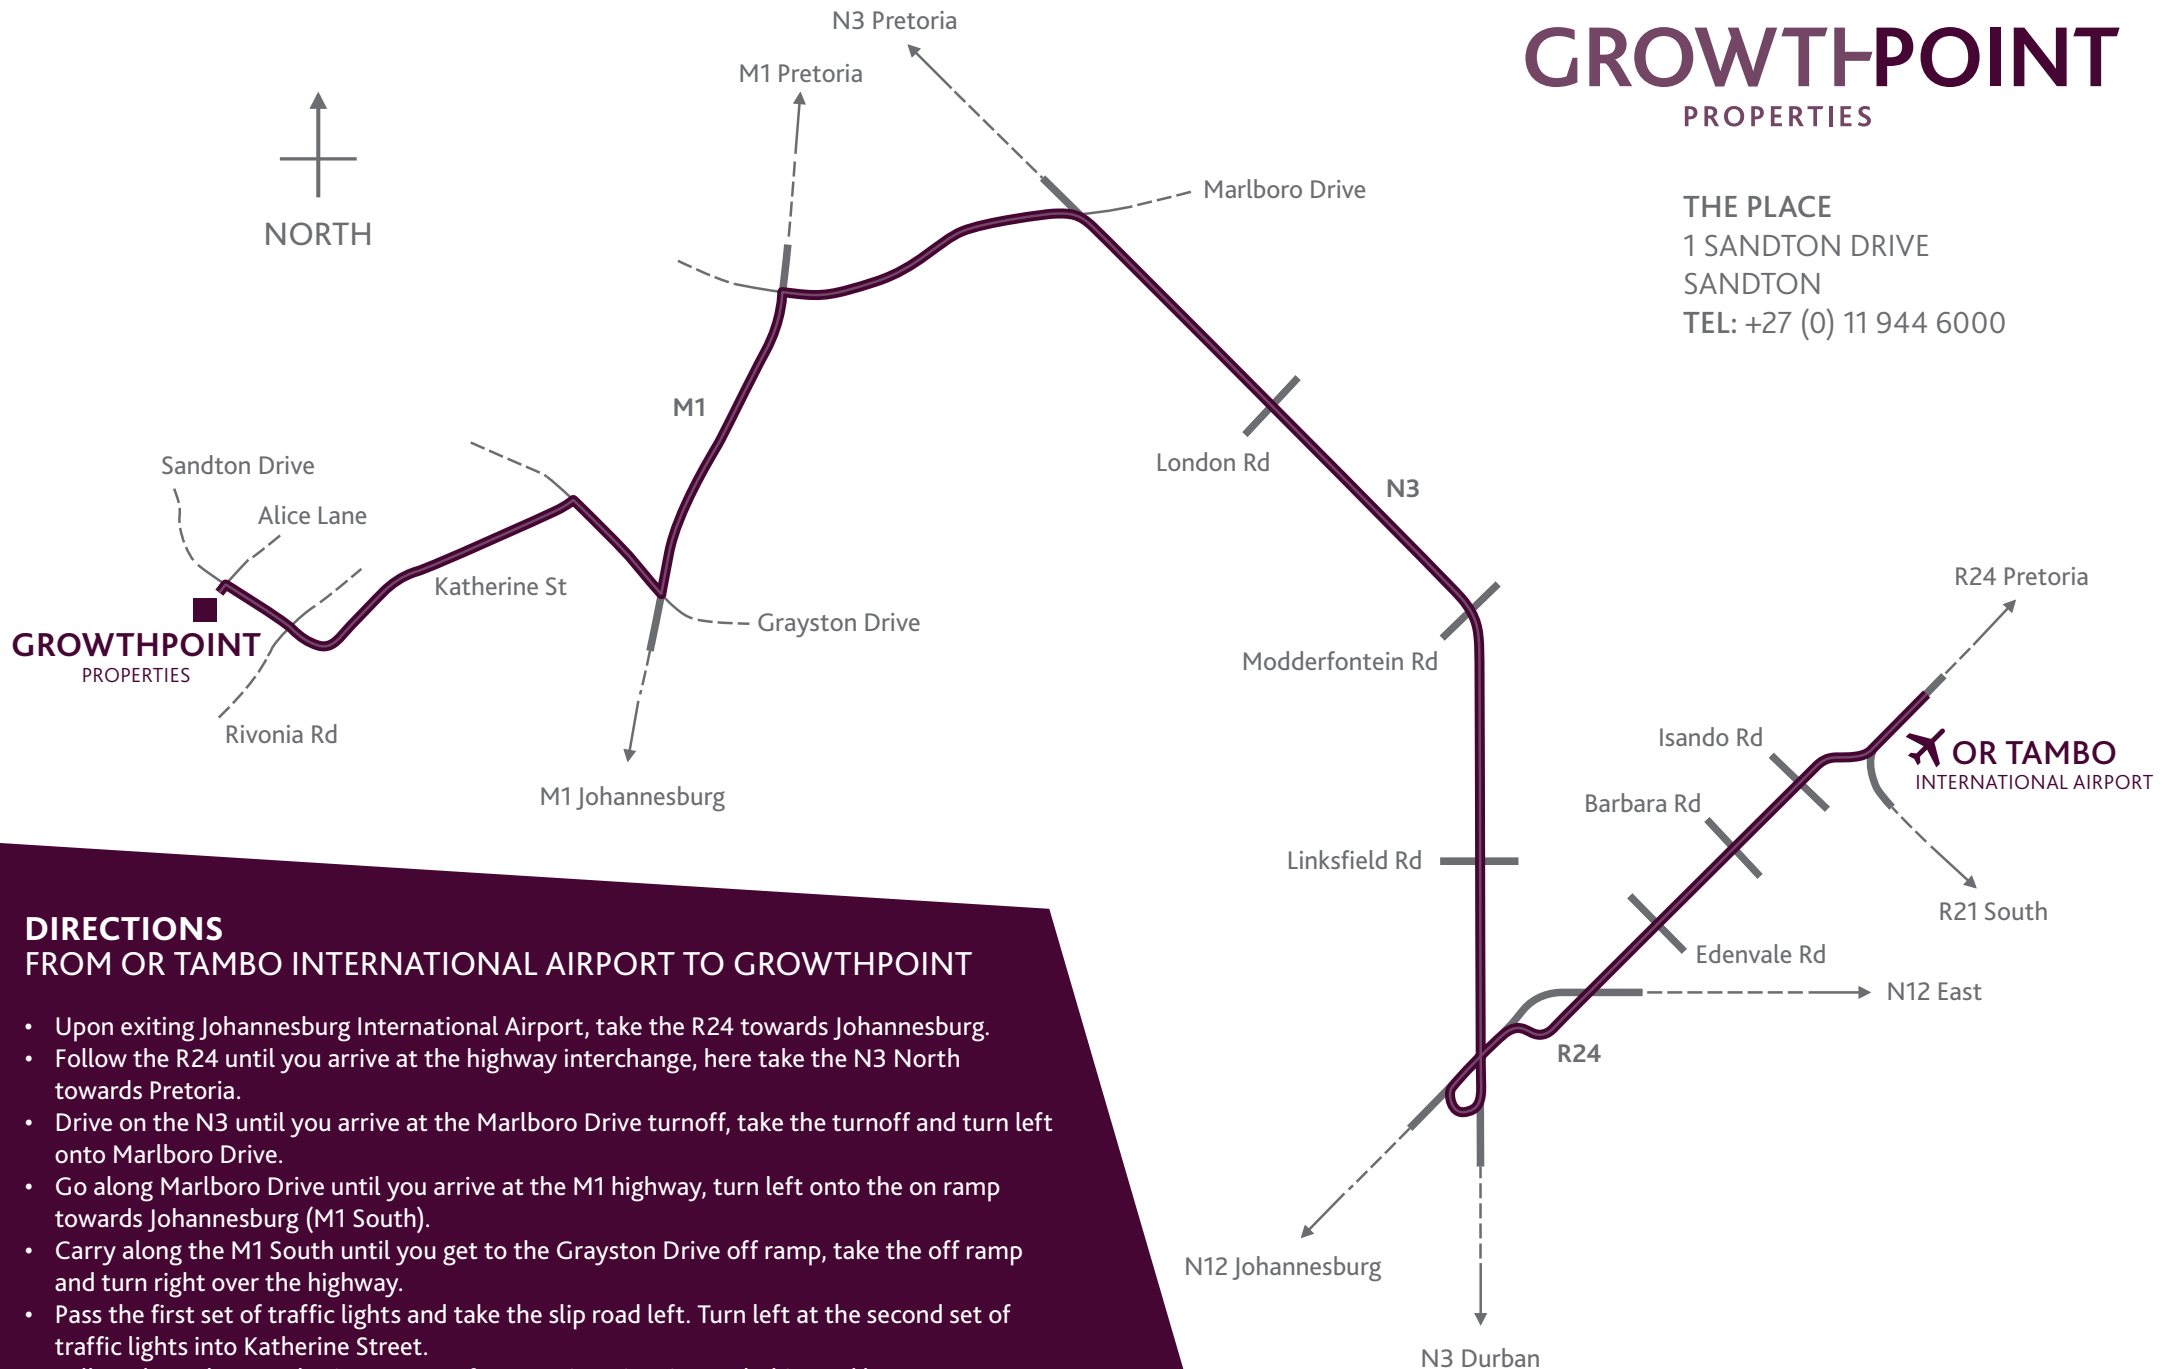 N3 Pretoria
M1 Pretoria
GROWTHPOINT
PROPERTIES
NORTH
Marlboro Drive
THE PLACE
1 SANDTON DRIVE
SANDTON
TEL: +27 (0) 11 944 6000
M1
London Rd
N3
Sandton Drive
Alice Lane
Katherine St
Grayston Drive
GROWTHPOINT
PROPERTIES
Rivonia Rd
M1 Johannesburg
Modderfontein Rd
R24 Pretoria
Isando Rd
OR TAMBO
INTERNATIONAL AIRPORT
Barbara Rd
Linksfield Rd
R21 South
Edenvale Rd
N12 East
R24
N12 Johannesburg
N3 Durban
DIRECTIONS
FROM OR TAMBO INTERNATIONAL AIRPORT TO GROWTHPOINT
• Upon exiting Johannesburg International Airport, take the R24 towards Johannesburg.
• Follow the R24 until you arrive at the highway interchange, here take the N3 North
towards Pretoria.
• Drive on the N3 until you arrive at the Marlboro Drive turnoff, take the turnoff and turn left
onto Marlboro Drive.
• Go along Marlboro Drive until you arrive at the M1 highway, turn left onto the on ramp
towards Johannesburg (M1 South).
• Carry along the M1 South until you get to the Grayston Drive off ramp, take the off ramp
and turn right over the highway.
• Pass the first set of traffic lights and take the slip road left. Turn left at the second set of
traffic lights into Katherine Street.